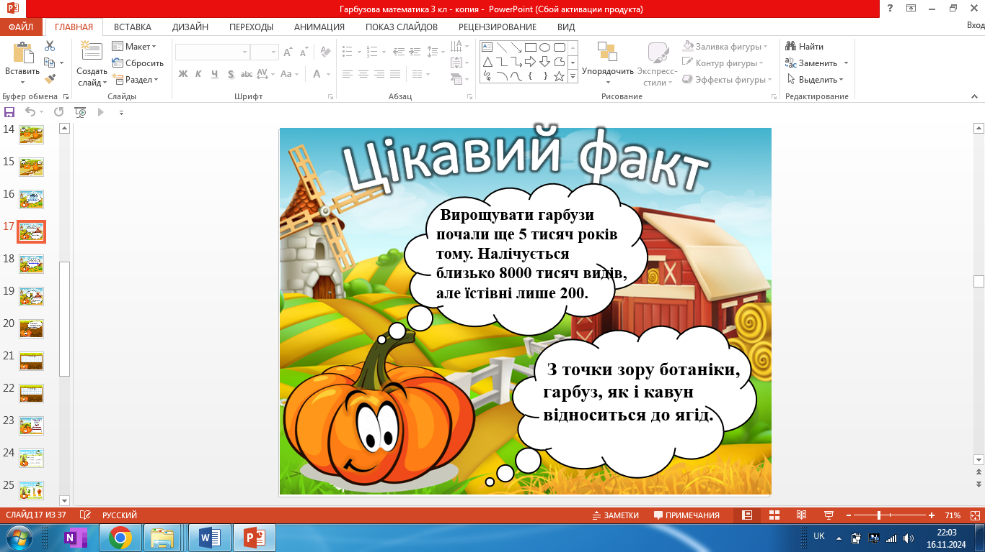 Гарбузова математика 3 кл - копия - PowerPoint (Сбой активации продукта)
ФАЙЛ ГЛАВНАЯ ВСТАВКА ДИЗАЙН ПЕРЕХОДЫ АНИМАЦИЯ ПОКАЗ СЛАЙДОВ РЕЦЕНЗИРОВАНИЕ ВИД Вход
Вставить
Создать слайд
Макет
Сбросить
Раздел
Ж К Ч S abc AV Aa A
Упорядочить
Экспресс-стили
Заливка фигуры
Контур фигуры
Эффекты фигуры
Найти
Заменить
Выделить
Буфер обмена Слайды Шрифт Абзац Рисование Редактирование
14
15
16
17
18
19
20
21
22
23
24
25
Цікавий факт
Вирощувати гарбузи
почали ще 5 тисяч років
тому. Налічується
близько 8000 тисяч видів,
але їстівні лише 200.
З точки зору ботаніки,
гарбуз, як і кавун
відноситься до ягід.
СЛАЙД 17 ИЗ 37 РУССКИЙ ЗАМЕТКИ ПРИМЕЧАНИЯ 71%
UK 22:03
16.11.2024